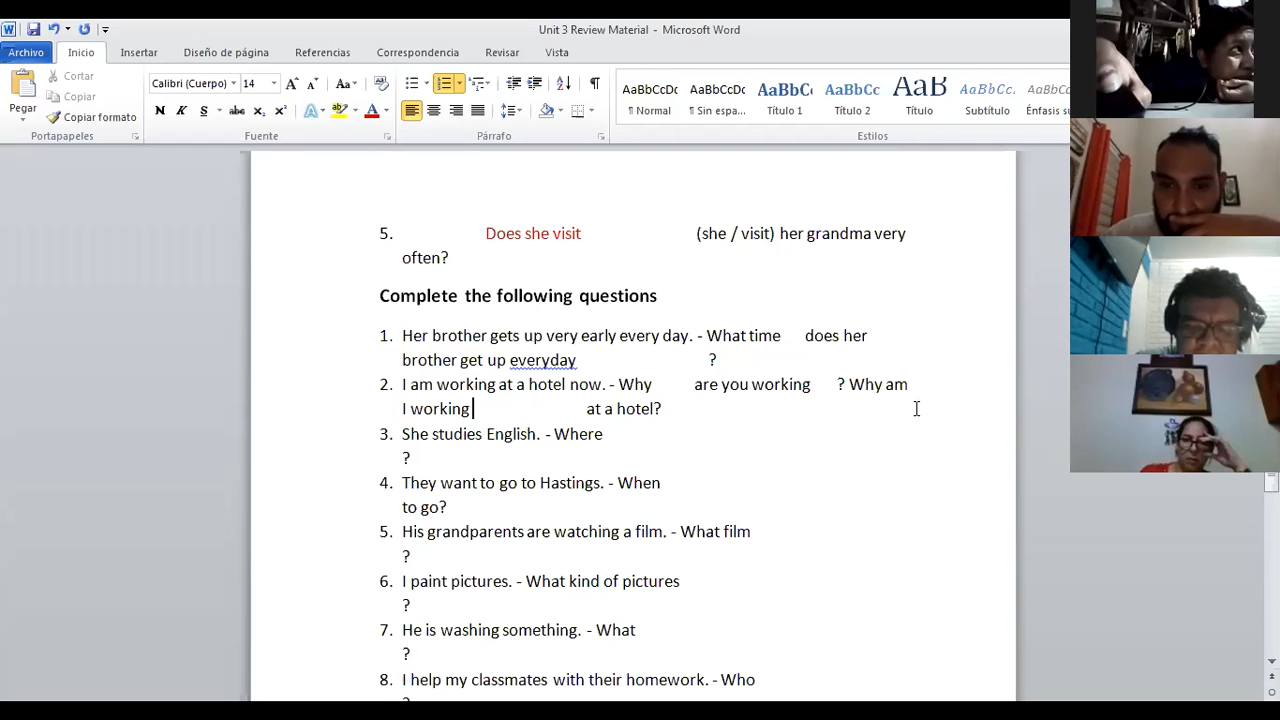 Unit 3 Review Material - Microsoft Word
Archivo Inicio Insertar Diseño de página Referencias Correspondencia Revisar Vista
Cortar
Copiar
Copiar formato
Pegar
Portapapeles
Calibri (Cuerpo) 14
N K S abc x₂ x²
Fuente
Párrafo
AaBbCcDc AaBbCcDc AaBbC AaBbCc AaB AaBbCcI AaBbCcDc
¶ Normal ¶ Sin espa... Título 1 Título 2 Título Subtítulo Énfasis su
Estilos
5. Does she visit (she / visit) her grandma very
often?
Complete the following questions
1. Her brother gets up very early every day. - What time does her
brother get up everyday ?
2. I am working at a hotel now. - Why are you working ? Why am
I working at a hotel?
3. She studies English. - Where
?
4. They want to go to Hastings. - When
to go?
5. His grandparents are watching a film. - What film
?
6. I paint pictures. - What kind of pictures
?
7. He is washing something. - What
?
8. I help my classmates with their homework. - Who